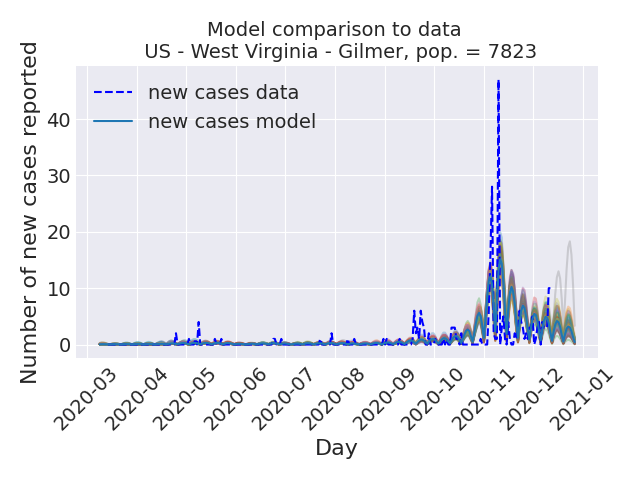 Model comparison to data
US - West Virginia - Gilmer, pop. = 7823
Number of new cases reported
new cases data
new cases model
40
30
20
10
0
2020-03
2020-04
2020-05
2020-06
2020-07
2020-08
2020-09
2020-10
2020-11
2020-12
2021-01
Day